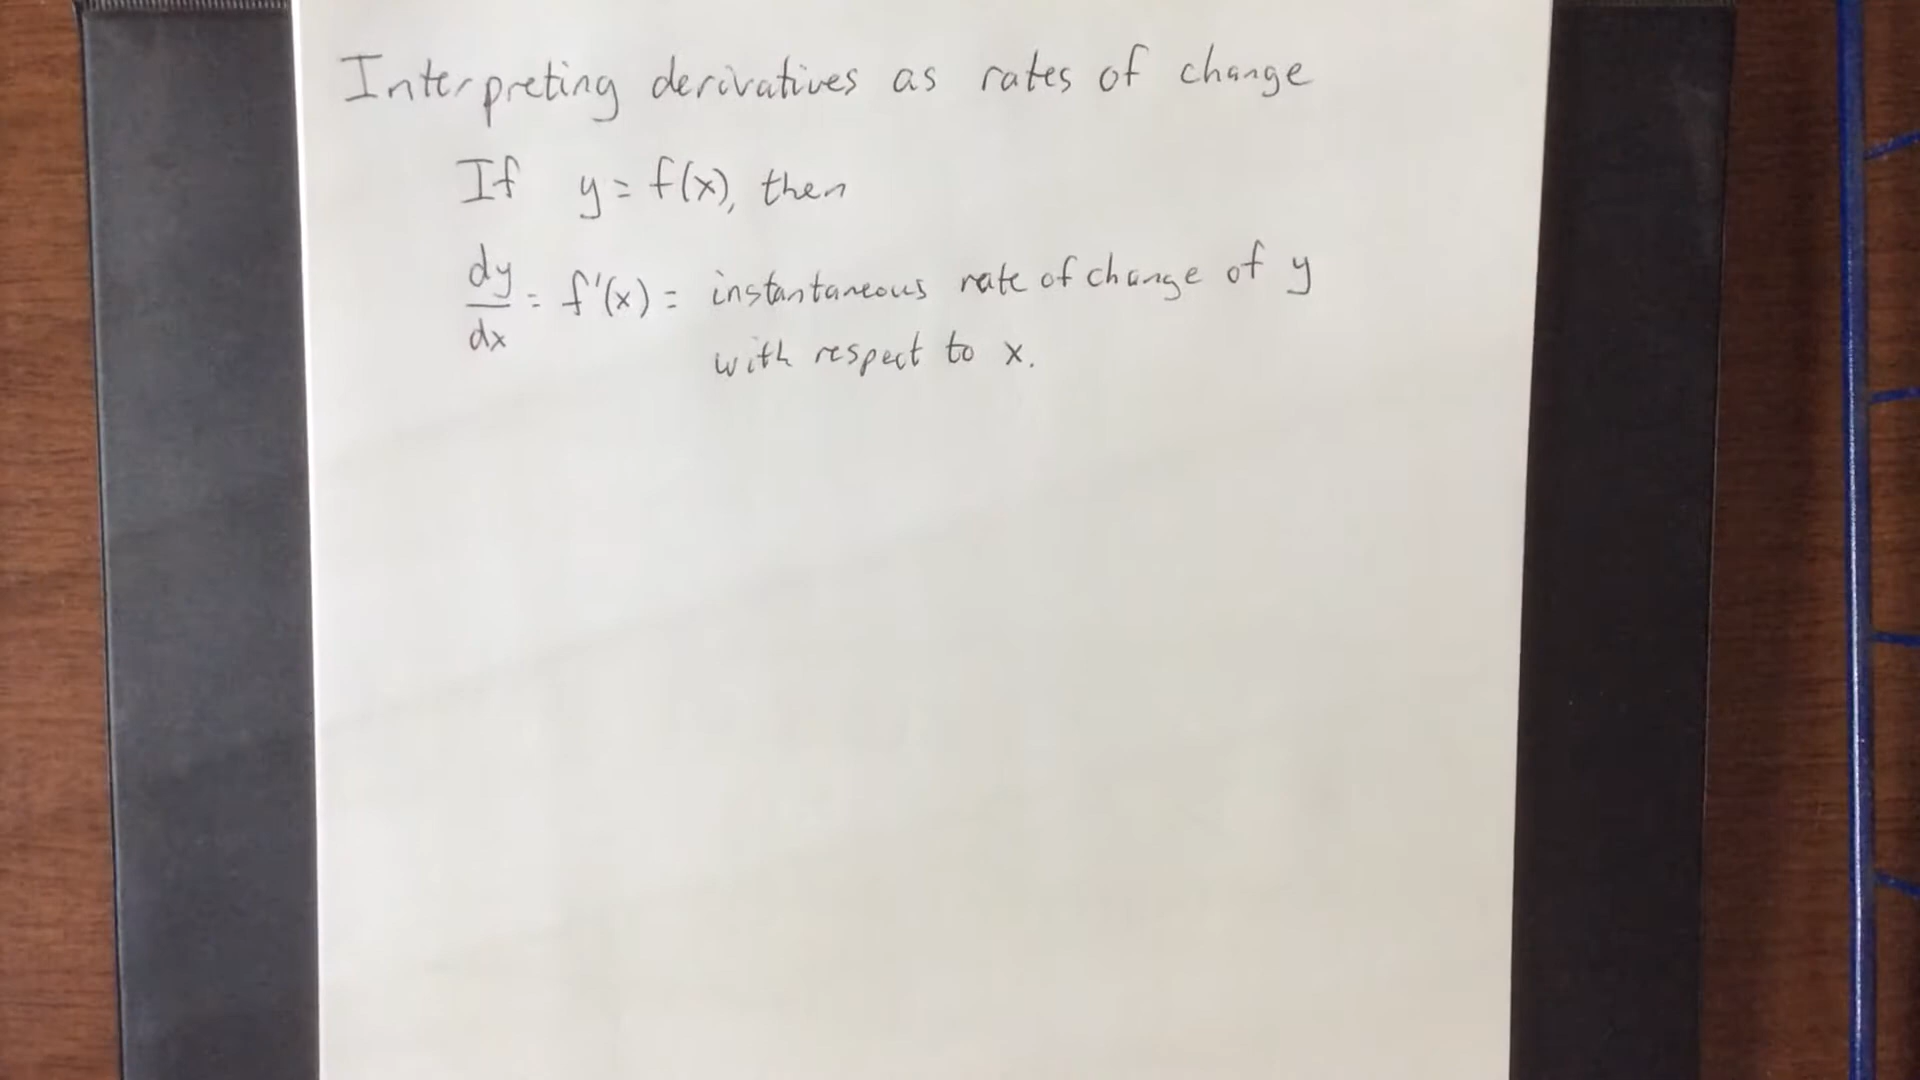 Interpreting derivatives as rates of change
If y = f(x), then
dy/dx = f'(x) = instantaneous rate of change of y
with respect to x.